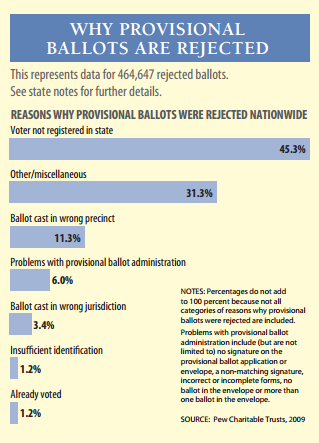 WHY PROVISIONAL
BALLOTS ARE REJECTED
This represents data for 464,647 rejected ballots.
See state notes for further details.
REASONS WHY PROVISIONAL BALLOTS WERE REJECTED NATIONWIDE
Voter not registered in state
45.3%
Other/miscellaneous
31.3%
Ballot cast in wrong precinct
11.3%
Problems with provisional ballot administration
6.0%
Ballot cast in wrong jurisdiction
3.4%
Insufficient identification
1.2%
Already voted
1.2%
NOTES: Percentages do not add
to 100 percent because not all
categories of reasons why provisional
ballots were rejected are included.
Problems with provisional ballot
administration include (but are not
limited to) no signature on the
provisional ballot application or
envelope, a non-matching signature,
incorrect or incomplete forms, no
ballot in the envelope or more than
one ballot in the envelope.
SOURCE: Pew Charitable Trusts, 2009